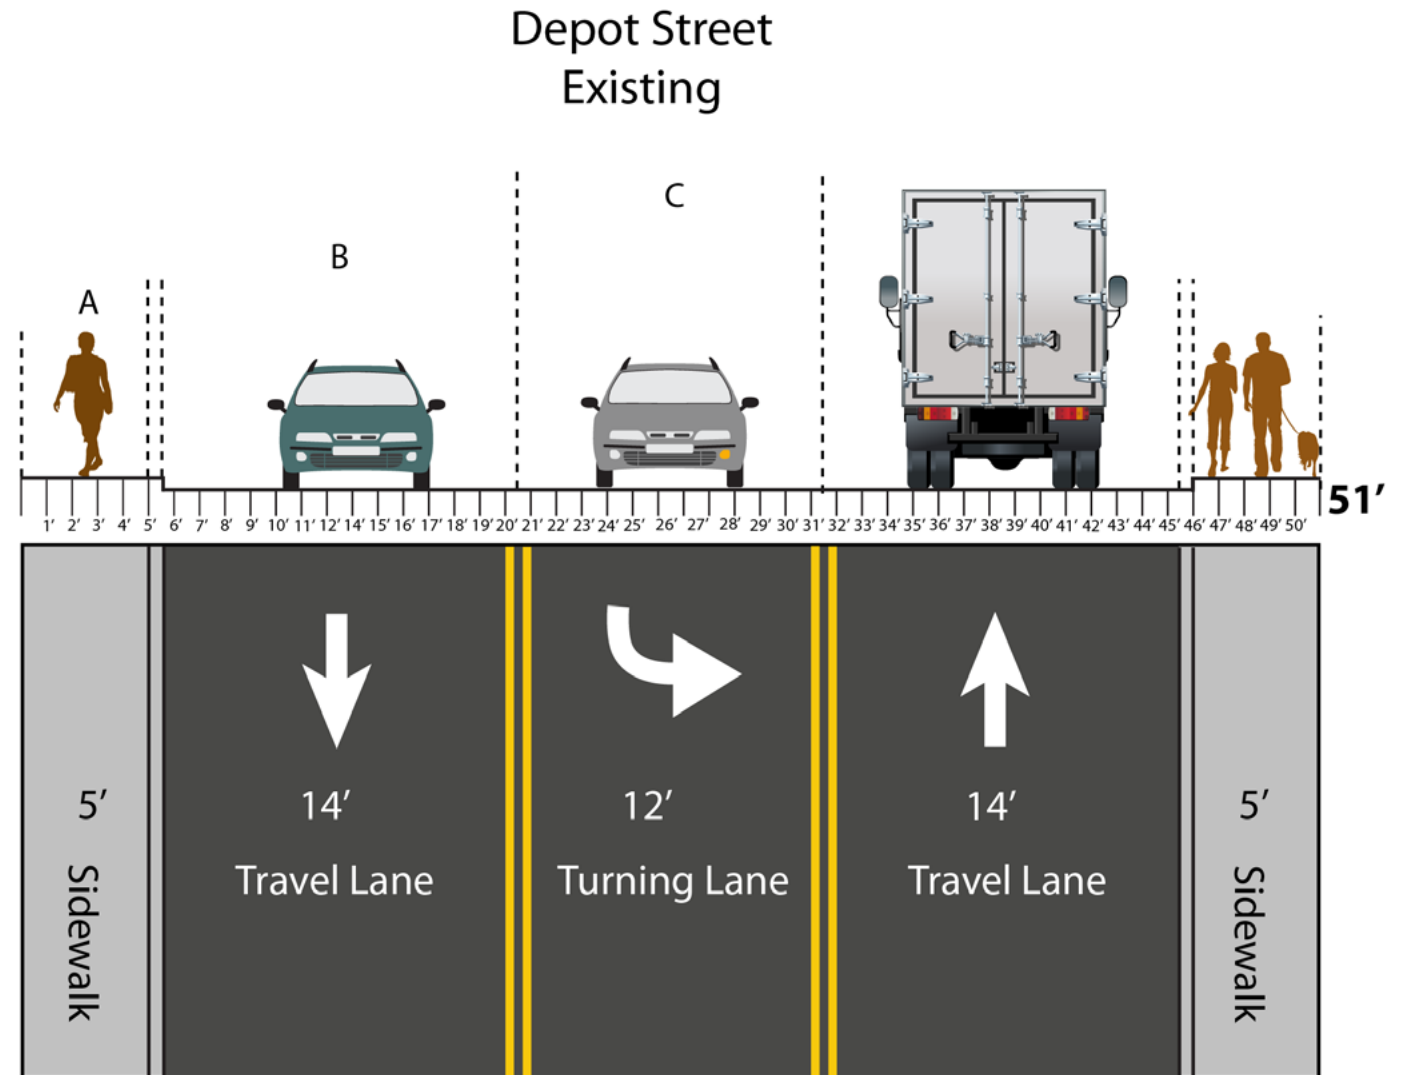 Depot Street
Existing
A
B
C
1' 2' 3' 4' 5' 6' 7' 8' 9' 10' 11' 12' 14' 15' 16' 17' 18' 19' 20' 21' 22' 23' 24' 25' 26' 27' 28' 29' 30' 31' 32' 33' 34' 35' 36' 37' 38' 39' 40' 41' 42' 43' 44' 45' 46' 47' 48' 49' 50'
51'
5'
Sidewalk
14'
Travel Lane
12'
Turning Lane
14'
Travel Lane
5'
Sidewalk